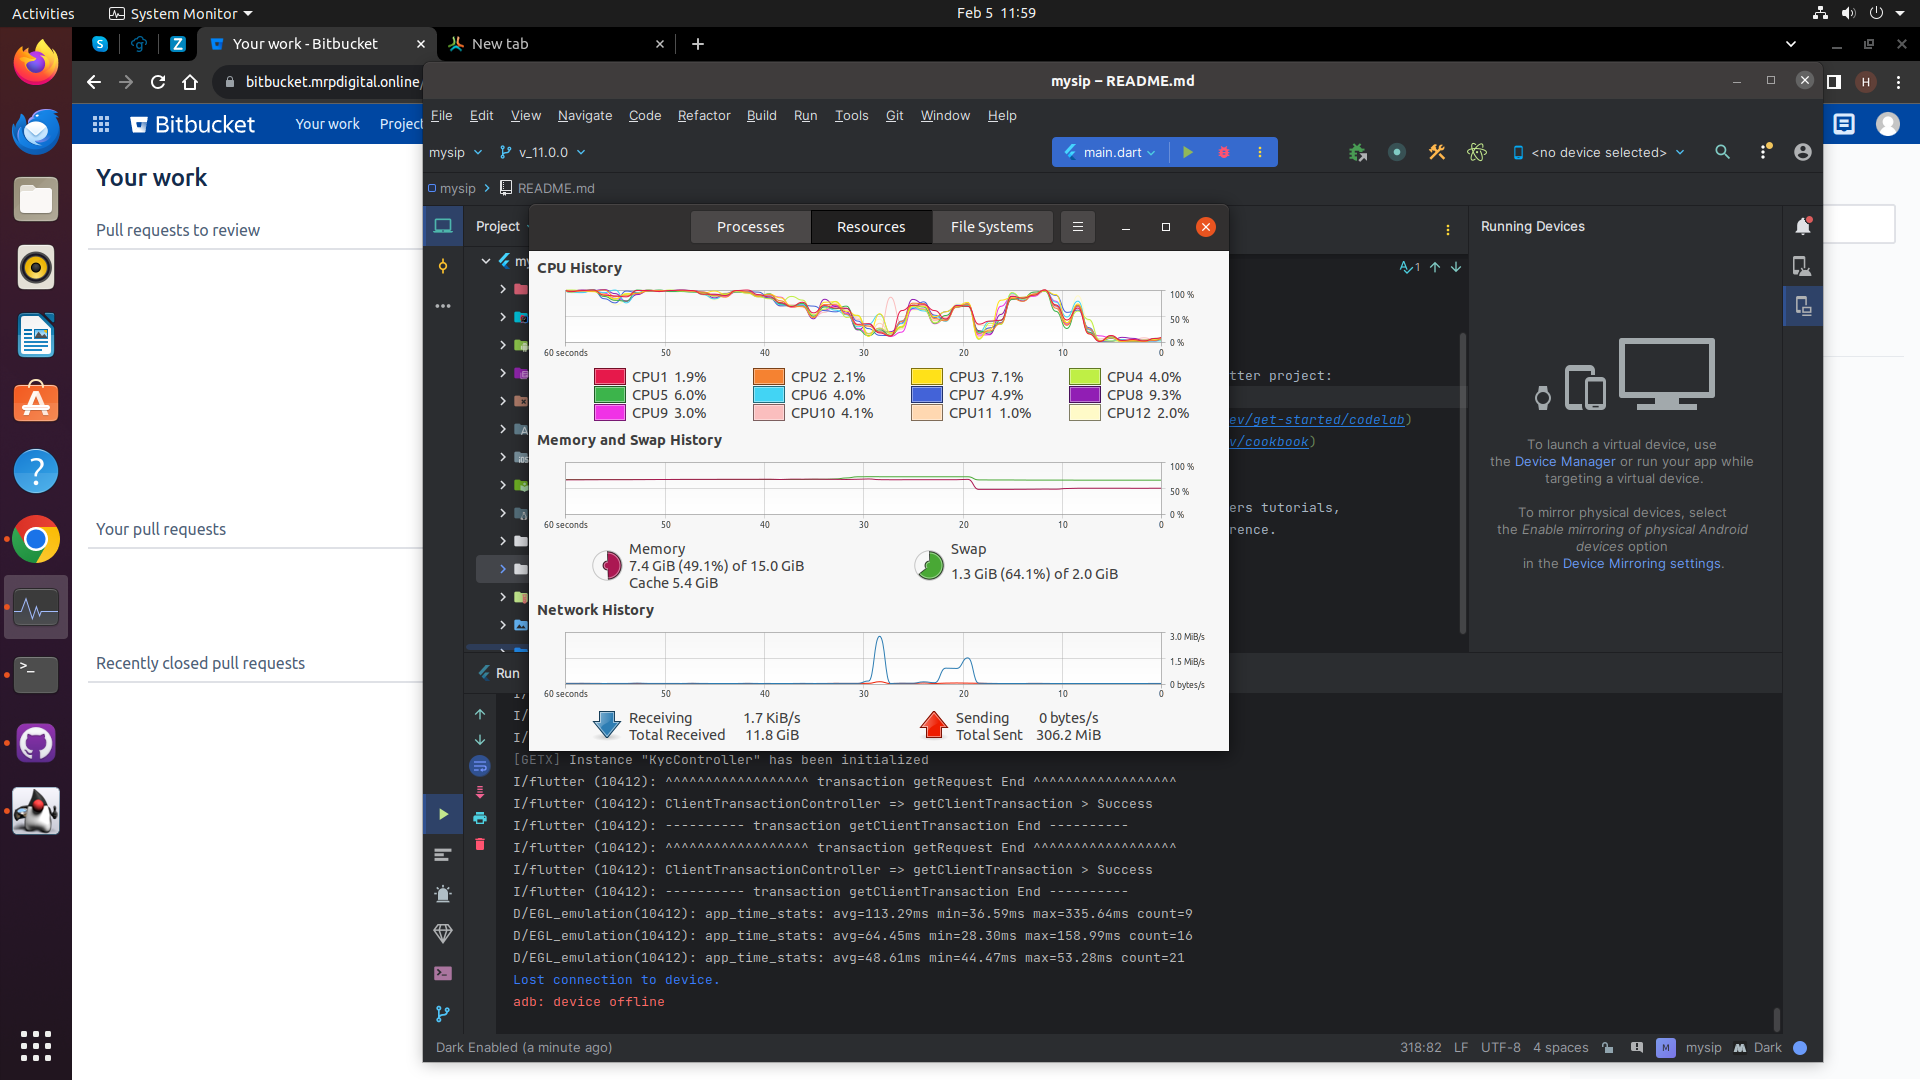 Activities
System Monitor
Feb 5 11:59
Your work - Bitbucket
New tab
bitbucket.mrpdigital.online/
mysip – README.md
Bitbucket
Your work
Project
File Edit View Navigate Code Refactor Build Run Tools Git Window Help
mysip
v_11.0.0
main.dart
<no device selected>
mysip
README.md
Your work
Pull requests to review
Your pull requests
Recently closed pull requests
Project
Processes
Resources
File Systems
Running Devices
CPU History
100 %
50 %
0 %
60 seconds 50 40 30 20 10 0
CPU1 1.9% CPU2 2.1% CPU3 7.1% CPU4 4.0%
CPU5 6.0% CPU6 4.0% CPU7 4.9% CPU8 9.3%
CPU9 3.0% CPU10 4.1% CPU11 1.0% CPU12 2.0%
Memory and Swap History
100 %
50 %
0 %
60 seconds 50 40 30 20 10 0
Memory
7.4 GiB (49.1%) of 15.0 GiB
Cache 5.4 GiB
Swap
1.3 GiB (64.1%) of 2.0 GiB
Network History
3.0 MiB/s
1.5 MiB/s
0 bytes/s
60 seconds 50 40 30 20 10 0
Receiving 1.7 KiB/s
Total Received 11.8 GiB
Sending 0 bytes/s
Total Sent 306.2 MiB
my
1
tter project:
ev/get-started/codelab)
v/cookbook)
ers tutorials,
rence.
To launch a virtual device, use
the Device Manager or run your app while
targeting a virtual device.
To mirror physical devices, select
the Enable mirroring of physical Android
devices option
in the Device Mirroring settings.
Run
I/
I/
[GETX] Instance "KycController" has been initialized
I/flutter (10412): ^^^^^^^^^^^^^^^^^^ transaction getRequest End ^^^^^^^^^^^^^^^^^^
I/flutter (10412): ClientTransactionController => getClientTransaction > Success
I/flutter (10412): ---------- transaction getClientTransaction End ----------
I/flutter (10412): ^^^^^^^^^^^^^^^^^^ transaction getRequest End ^^^^^^^^^^^^^^^^^^
I/flutter (10412): ClientTransactionController => getClientTransaction > Success
I/flutter (10412): ---------- transaction getClientTransaction End ----------
D/EGL_emulation(10412): app_time_stats: avg=113.29ms min=36.59ms max=335.64ms count=9
D/EGL_emulation(10412): app_time_stats: avg=64.45ms min=28.30ms max=158.99ms count=16
D/EGL_emulation(10412): app_time_stats: avg=48.61ms min=44.47ms max=53.28ms count=21
Lost connection to device.
adb: device offline
Dark Enabled (a minute ago)
318:82 LF UTF-8 4 spaces
M
mysip
Dark